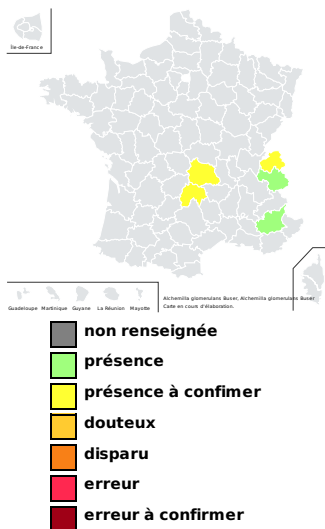 Île-de-France
Guadeloupe Martinique Guyane La Réunion Mayotte
Alchemilla glomerulans Buser, Alchemilla glomerulans Buser
Carte en cours d'élaboration.
non renseignée
présence
présence à confimer
douteux
disparu
erreur
erreur à confirmer